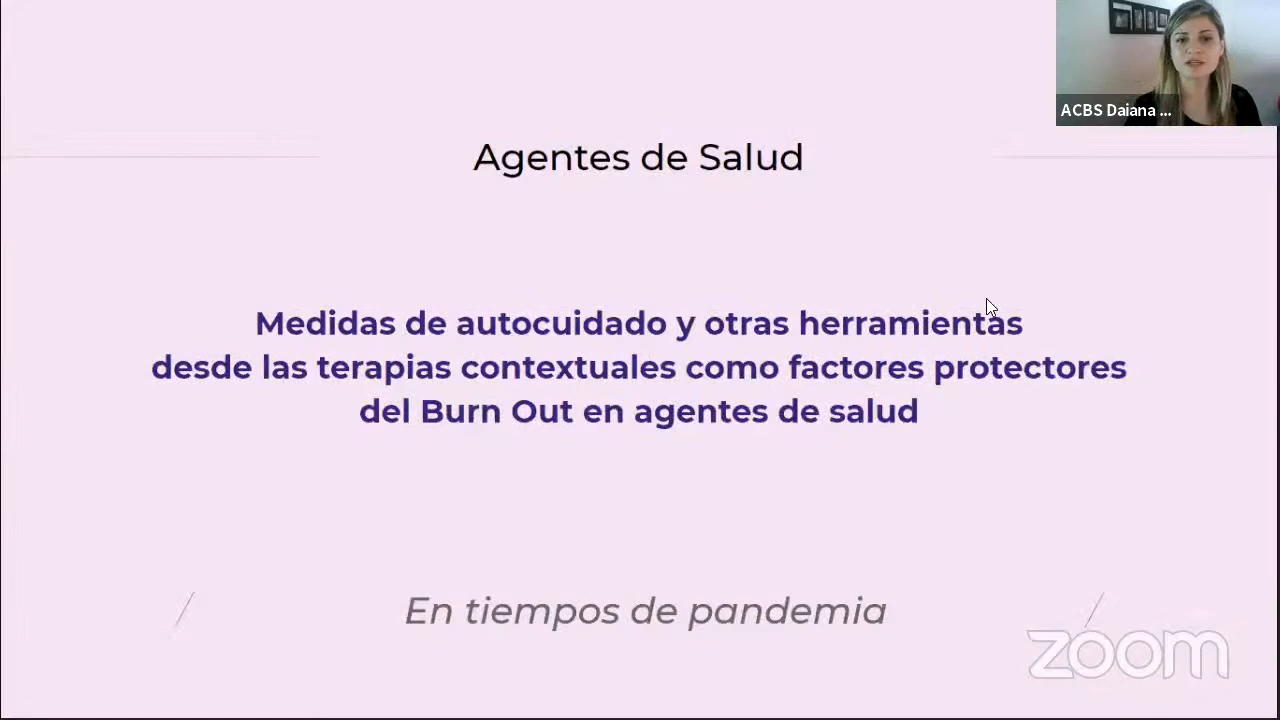 ACBS Daiana ...
Agentes de Salud
Medidas de autocuidado y otras herramientas
desde las terapias contextuales como factores protectores
del Burn Out en agentes de salud
En tiempos de pandemia
zoom